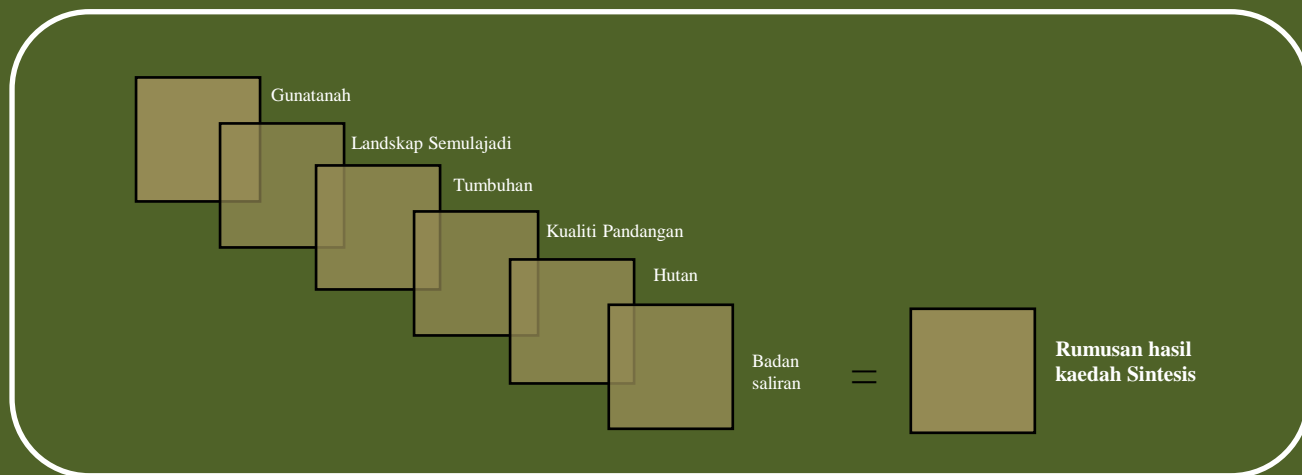 Gunatanah
Landskap Semulajadi
Tumbuhan
Kualiti Pandangan
Hutan
Badan
saliran
=
Rumusan hasil
kaedah Sintesis